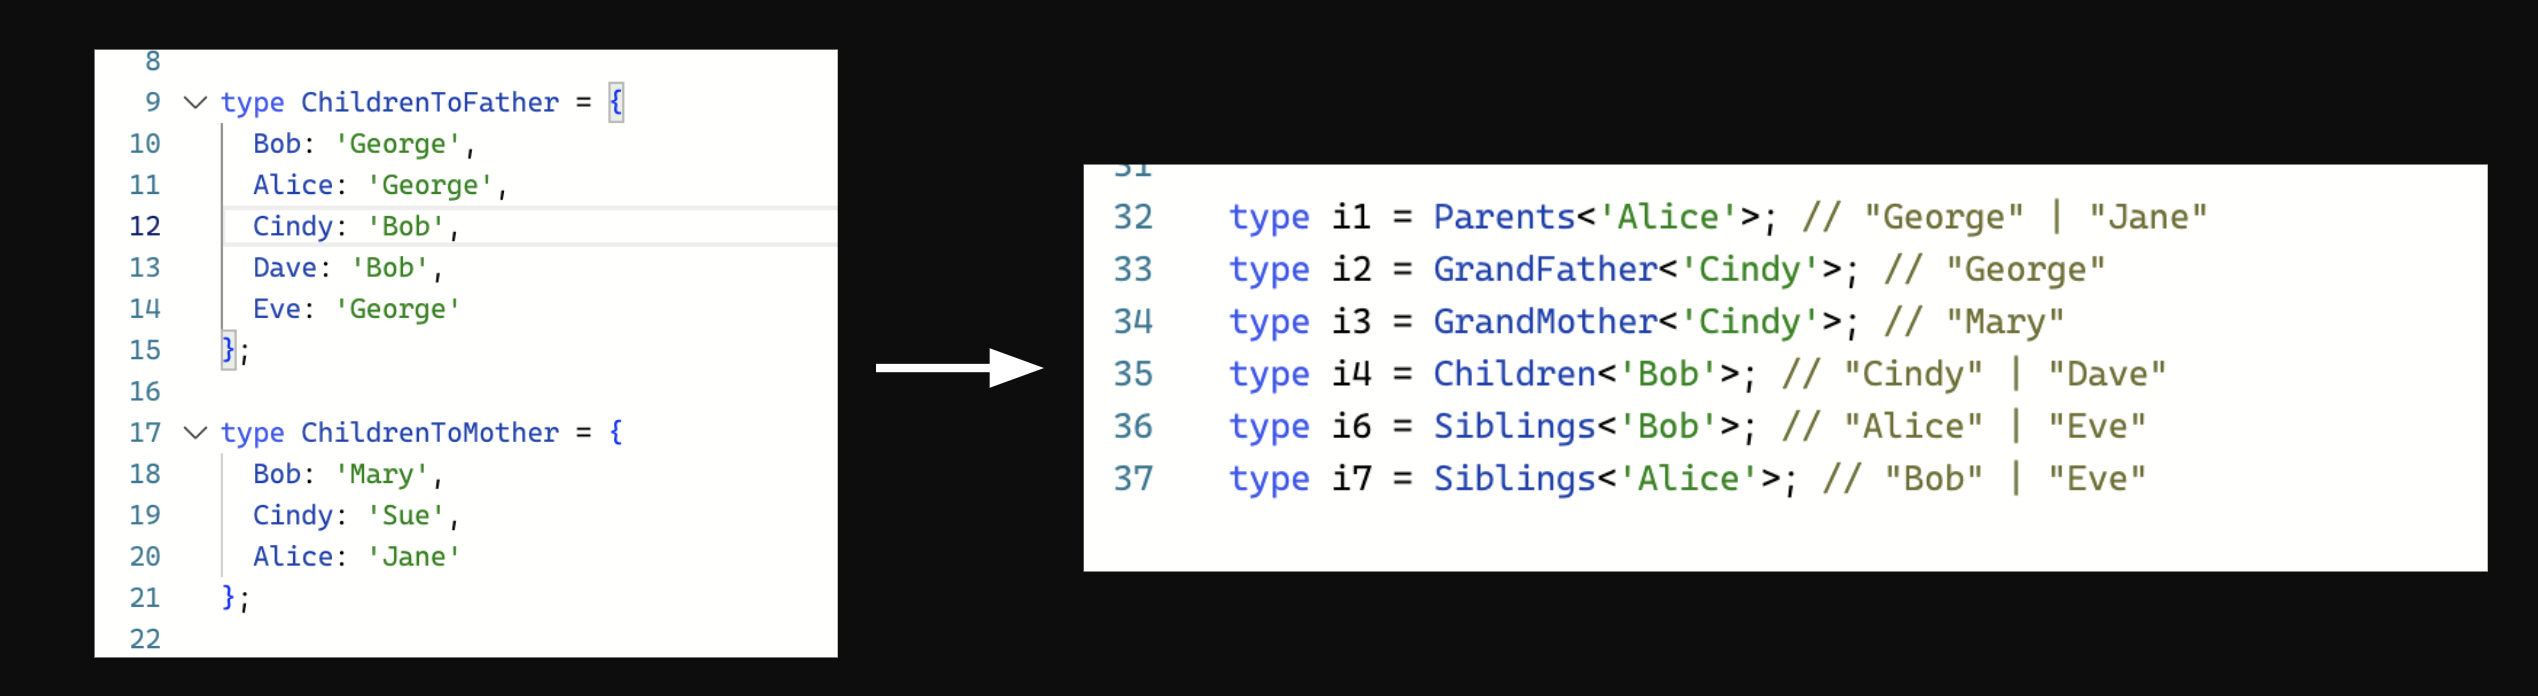 8
9 type ChildrenToFather = {
10 Bob: 'George',
11 Alice: 'George',
12 Cindy: 'Bob',
13 Dave: 'Bob',
14 Eve: 'George'
15 };
16
17 type ChildrenToMother = {
18 Bob: 'Mary',
19 Cindy: 'Sue',
20 Alice: 'Jane'
21 };
22
31
32 type i1 = Parents<'Alice'>; // "George" | "Jane"
33 type i2 = GrandFather<'Cindy'>; // "George"
34 type i3 = GrandMother<'Cindy'>; // "Mary"
35 type i4 = Children<'Bob'>; // "Cindy" | "Dave"
36 type i6 = Siblings<'Bob'>; // "Alice" | "Eve"
37 type i7 = Siblings<'Alice'>; // "Bob" | "Eve"